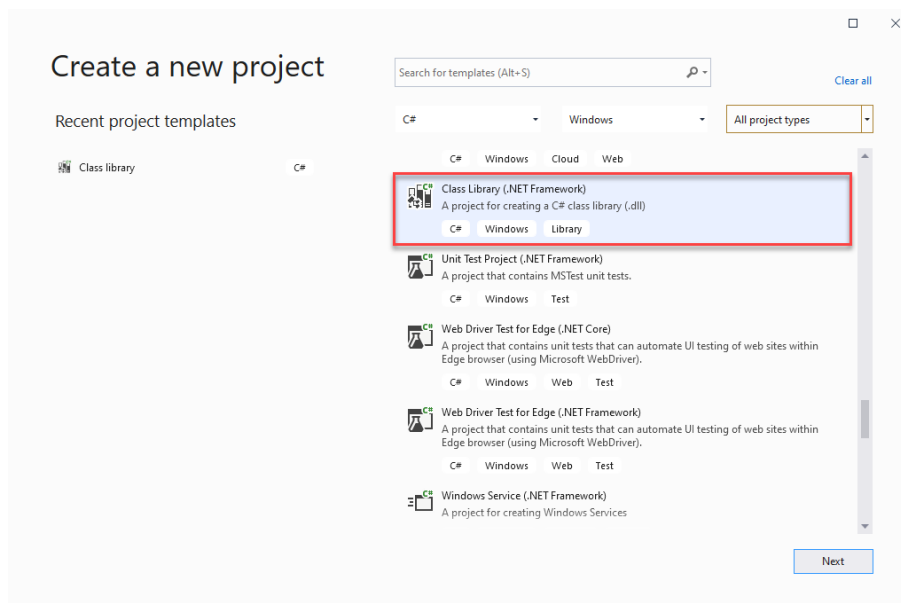 Create a new project
Search for templates (Alt+S)
Clear all
Recent project templates
C#
Windows
All project types
Class library
C#
C# Windows Cloud Web
C#
Class Library (.NET Framework)
A project for creating a C# class library (.dll)
C# Windows Library
C#
Unit Test Project (.NET Framework)
A project that contains MSTest unit tests.
C# Windows Test
C#
Web Driver Test for Edge (.NET Core)
A project that contains unit tests that can automate UI testing of web sites within
Edge browser (using Microsoft WebDriver).
C# Windows Web Test
C#
Web Driver Test for Edge (.NET Framework)
A project that contains unit tests that can automate UI testing of web sites within
Edge browser (using Microsoft WebDriver).
C# Windows Web Test
C#
Windows Service (.NET Framework)
A project for creating Windows Services
Next